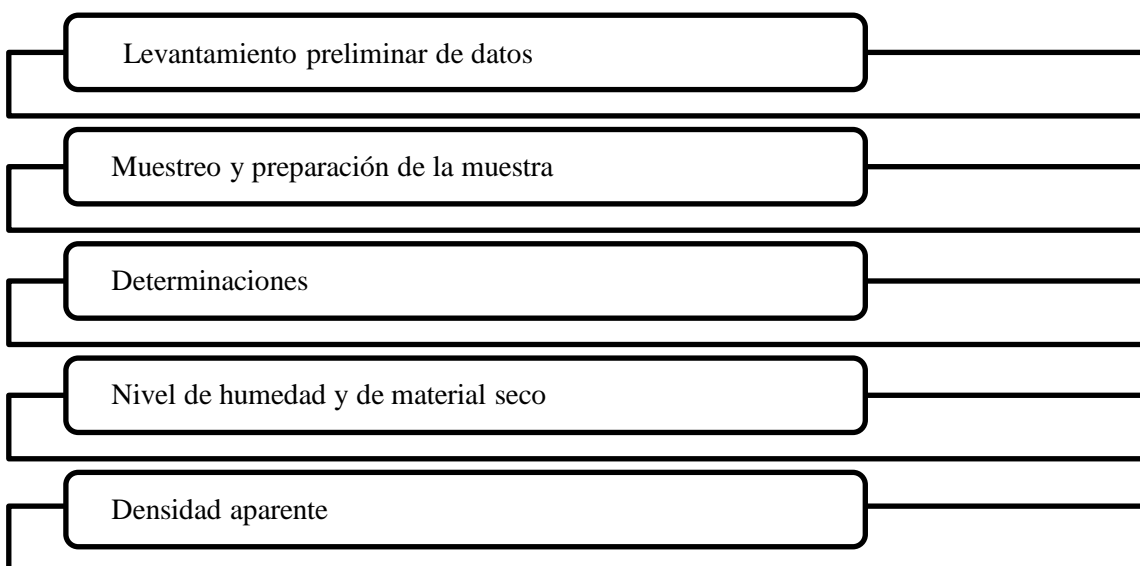 Levantamiento preliminar de datos
Muestreo y preparación de la muestra
Determinaciones
Nivel de humedad y de material seco
Densidad aparente